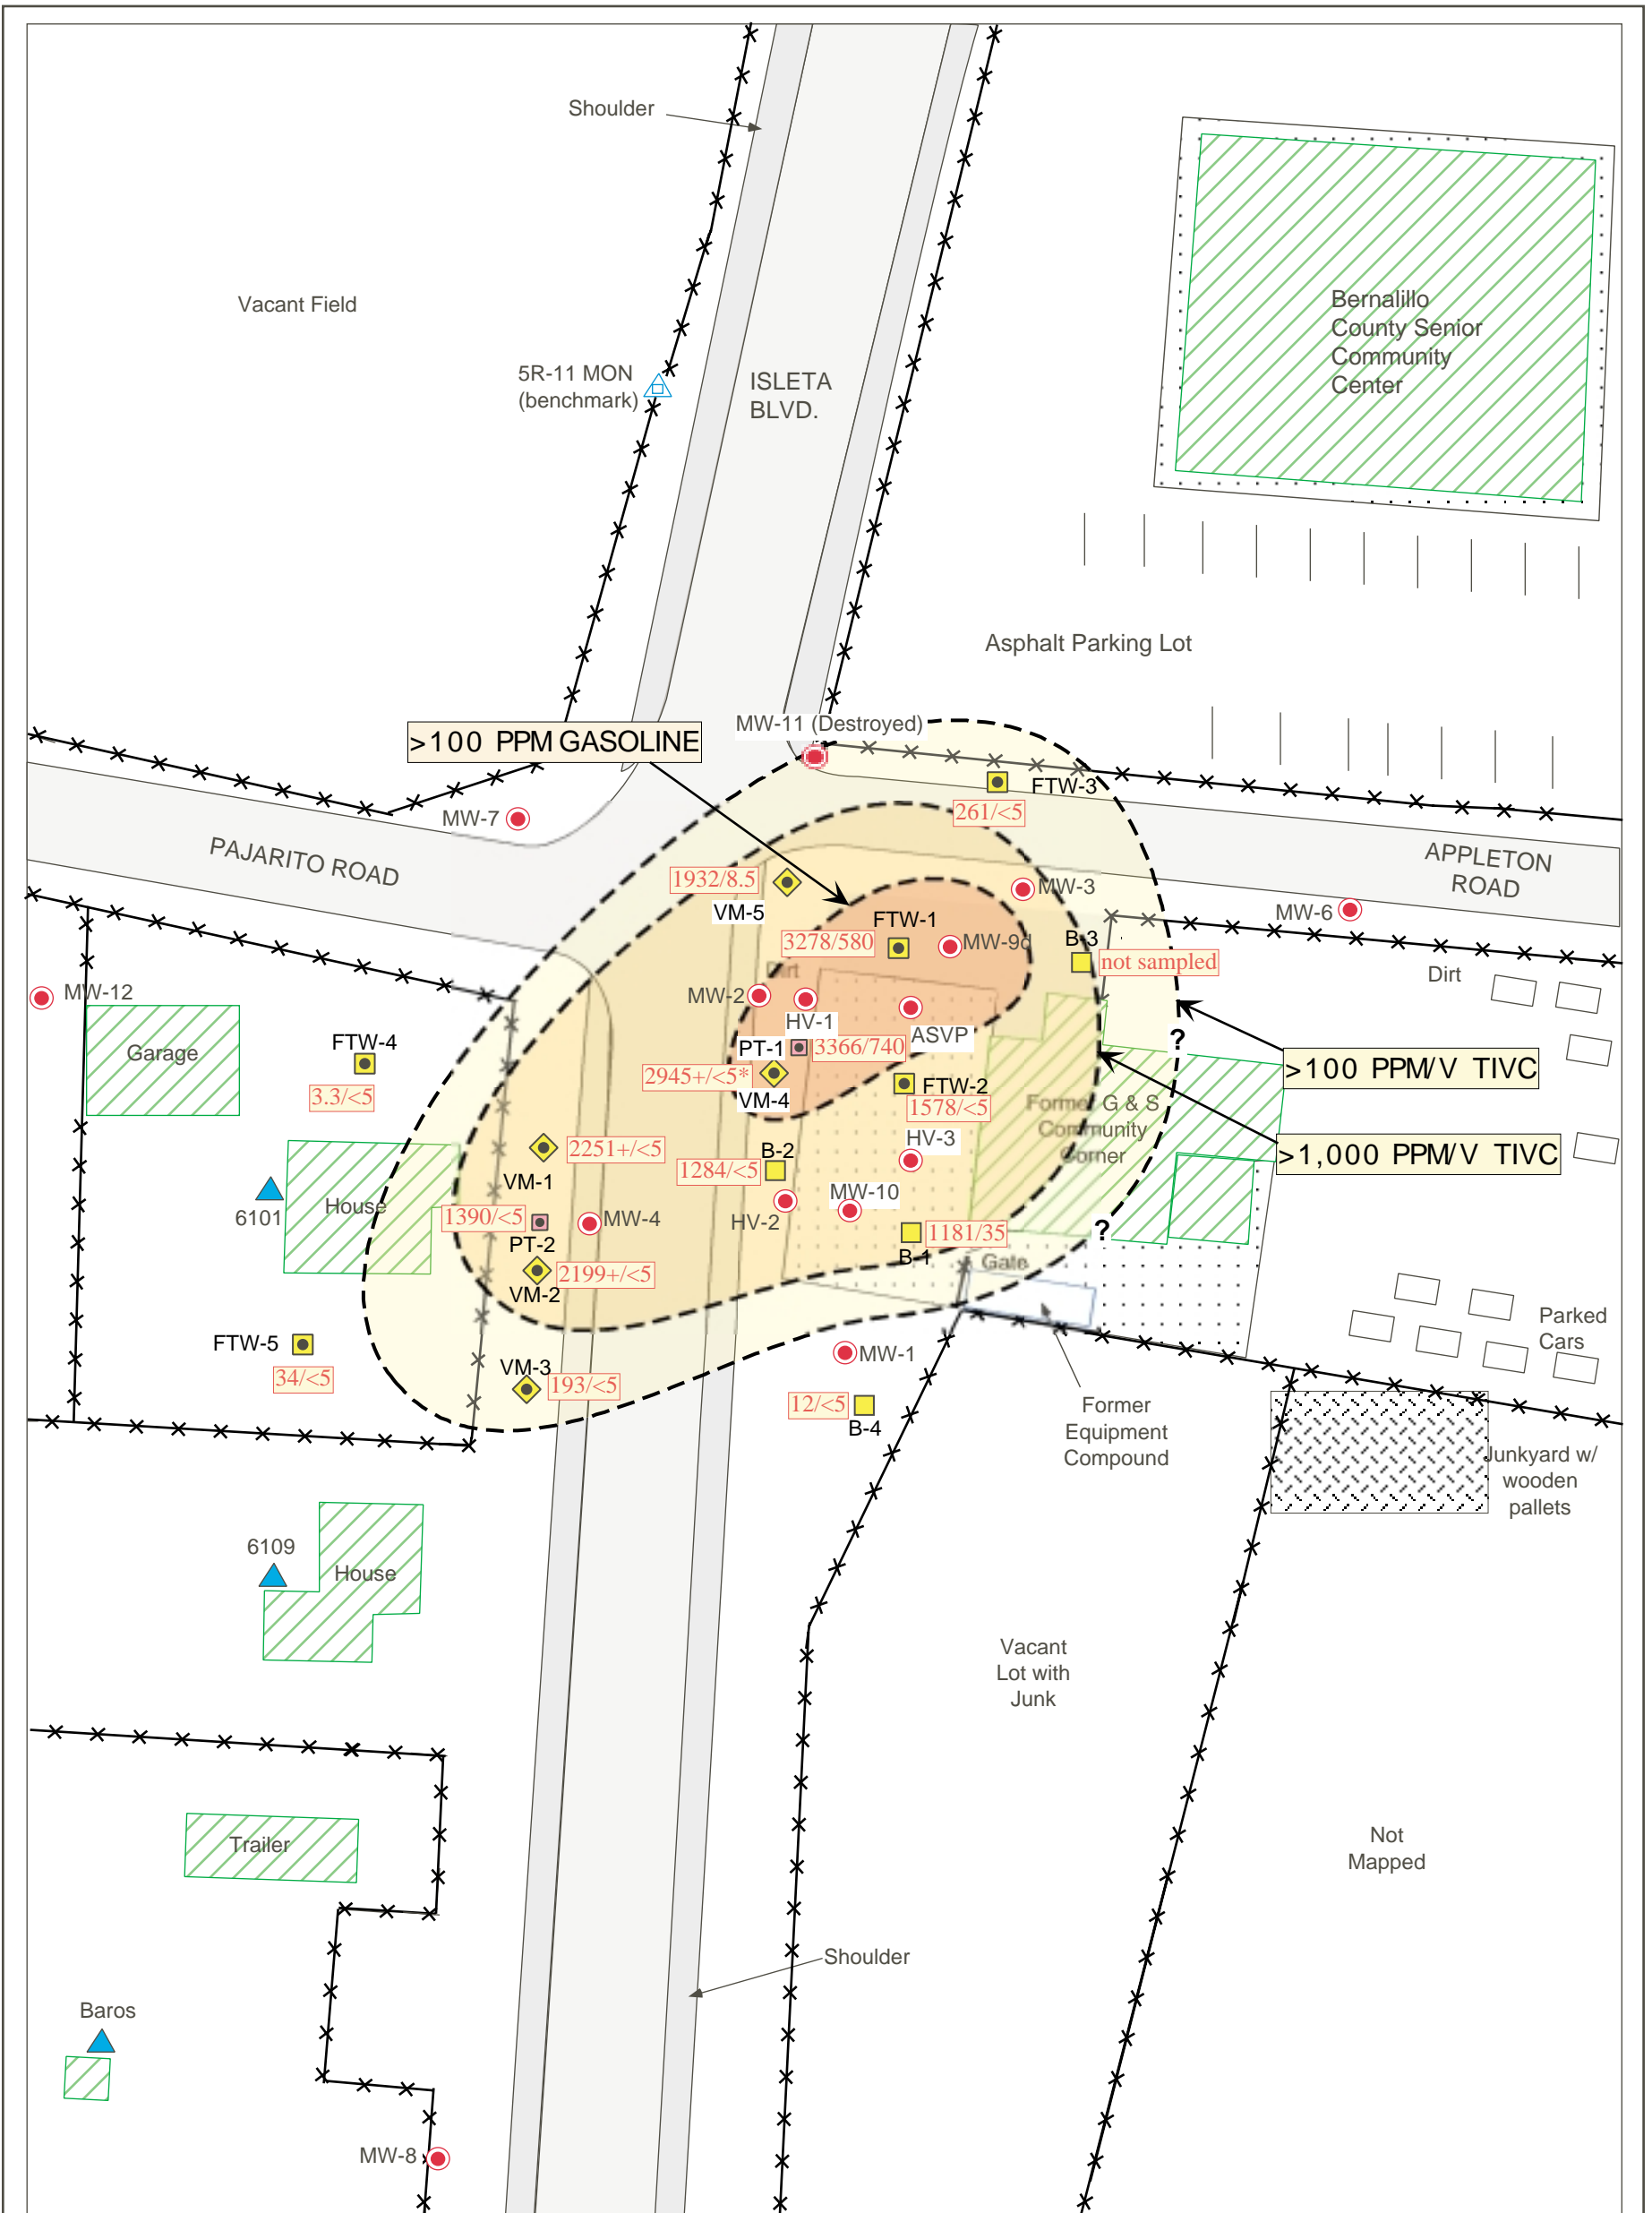 Shoulder
Vacant Field
Bernalillo
County Senior
Community
Center
5R-11 MON
(benchmark)
ISLETA
BLVD.
Asphalt Parking Lot
>100 PPM GASOLINE
MW-11 (Destroyed)
FTW-3
261/<5
MW-7
PAJARITO ROAD
APPLETON
ROAD
1932/8.5
VM-5
MW-3
MW-6
FTW-1
3278/580
MW-9d
B-3
not sampled
Dirt
Dirt
MW-12
MW-2
HV-1
ASVP
Garage
FTW-4
3.3/<5
PT-1
3366/740
?
>100 PPM/V TIVC
2945+/<5*
VM-4
FTW-2
1578/<5
Former G & S
Community
Corner
>1,000 PPM/V TIVC
HV-3
2251+/<5
VM-1
B-2
1284/<5
6101
House
MW-10
HV-2
1390/<5
PT-2
MW-4
1181/35
B-1
?
Gate
2199+/<5
VM-2
Parked
Cars
FTW-5
34/<5
VM-3
193/<5
MW-1
12/<5
B-4
Former
Equipment
Compound
Junkyard w/
wooden
pallets
6109
House
Vacant
Lot with
Junk
Trailer
Not
Mapped
Shoulder
Baros
MW-8